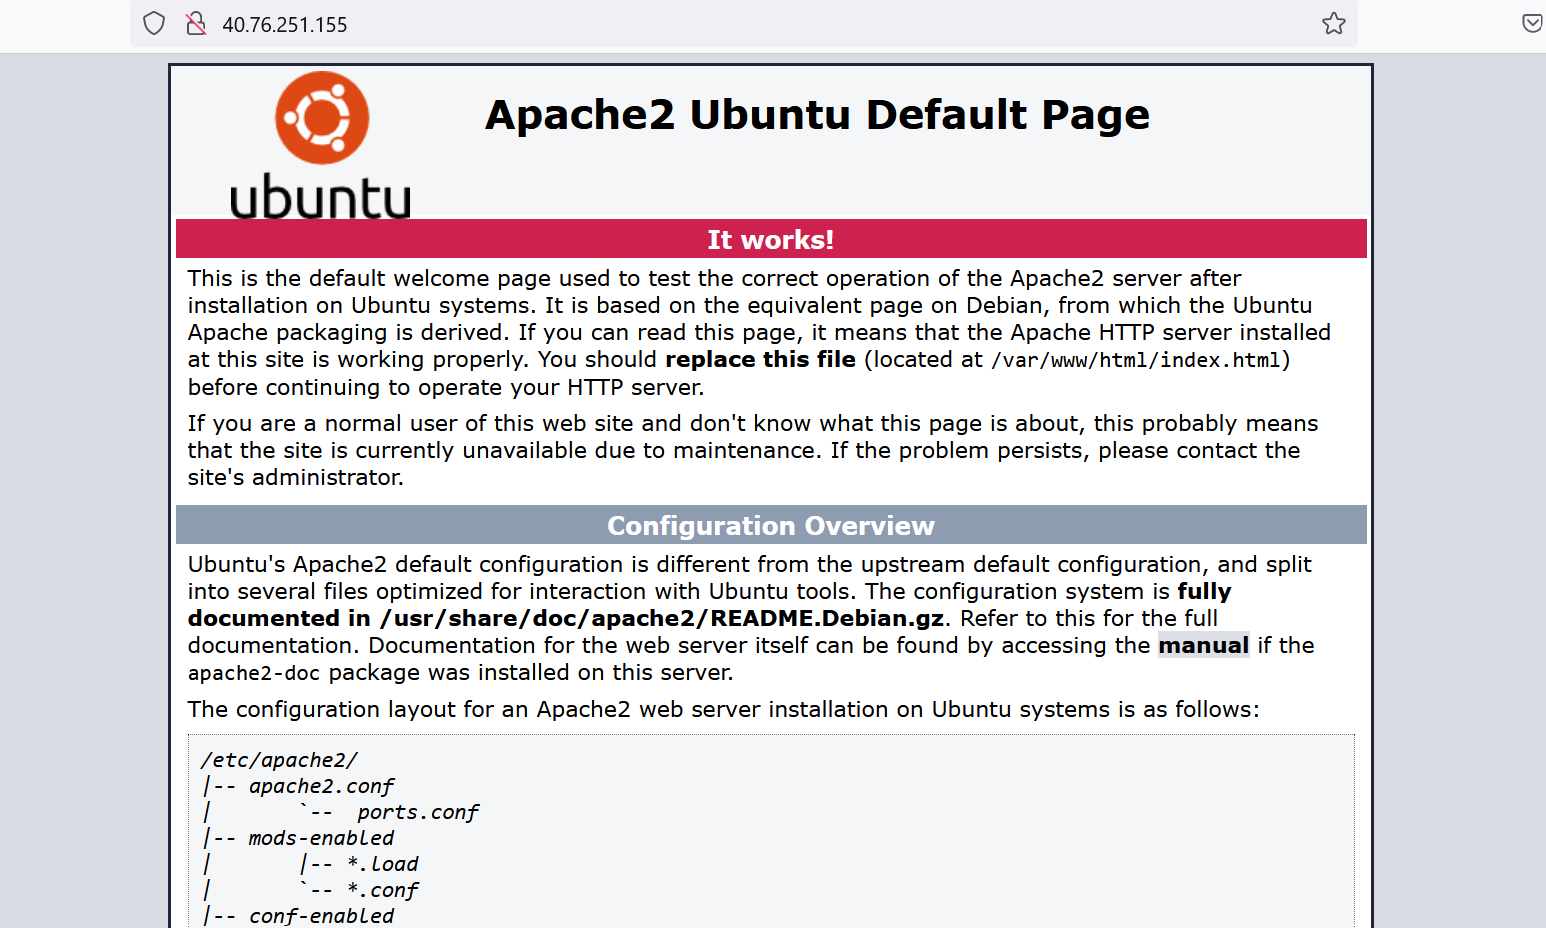 40.76.251.155
ubuntu
Apache2 Ubuntu Default Page
It works!
This is the default welcome page used to test the correct operation of the Apache2 server after
installation on Ubuntu systems. It is based on the equivalent page on Debian, from which the Ubuntu
Apache packaging is derived. If you can read this page, it means that the Apache HTTP server installed
at this site is working properly. You should replace this file (located at /var/www/html/index.html)
before continuing to operate your HTTP server.
If you are a normal user of this web site and don't know what this page is about, this probably means
that the site is currently unavailable due to maintenance. If the problem persists, please contact the
site's administrator.
Configuration Overview
Ubuntu's Apache2 default configuration is different from the upstream default configuration, and split
into several files optimized for interaction with Ubuntu tools. The configuration system is fully
documented in /usr/share/doc/apache2/README.Debian.gz. Refer to this for the full
documentation. Documentation for the web server itself can be found by accessing the manual if the
apache2-doc package was installed on this server.
The configuration layout for an Apache2 web server installation on Ubuntu systems is as follows:
/etc/apache2/
|-- apache2.conf
|       `--  ports.conf
|-- mods-enabled
|       |-- *.load
|       `-- *.conf
|-- conf-enabled